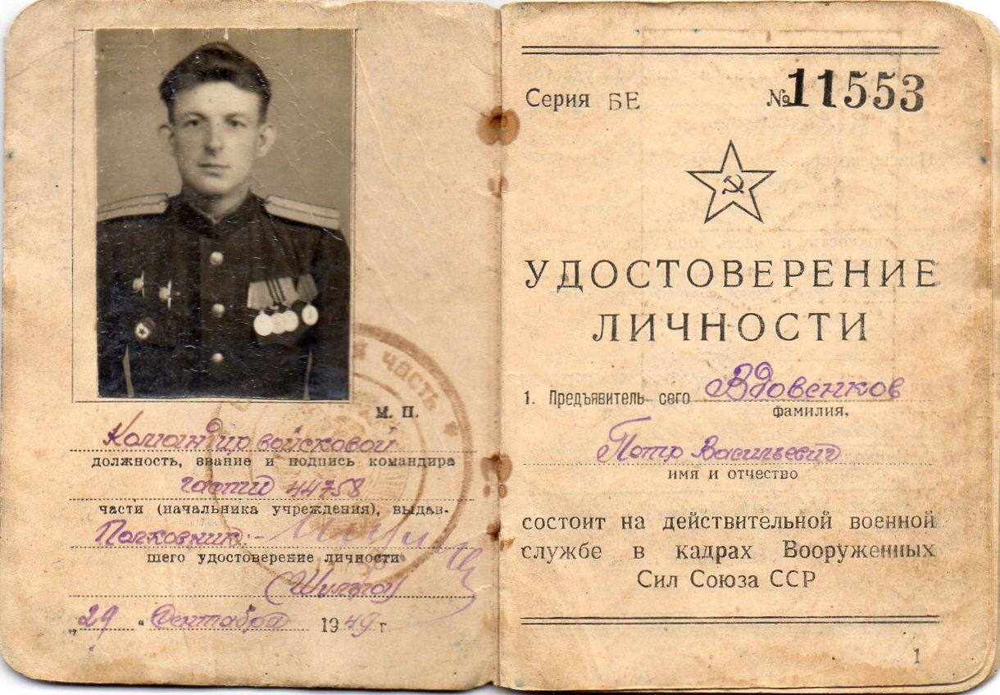 М. П.
Командир войсковой
должность, звание и подпись командира
части 44758
части (начальника учреждения), выдав-
Полковник:-
шего удостоверение личности
„29 “ Сентября 1949 г.
часть *
Серия БЕ №11553
УДОСТОВЕРЕНИЕ
ЛИЧНОСТИ
1. Предъявитель сего Вдовенков
фамилия,
Петр Васильевич
имя и отчество
состоит на действительной военной
службе в кадрах Вооруженных
Сил Союза ССР
1